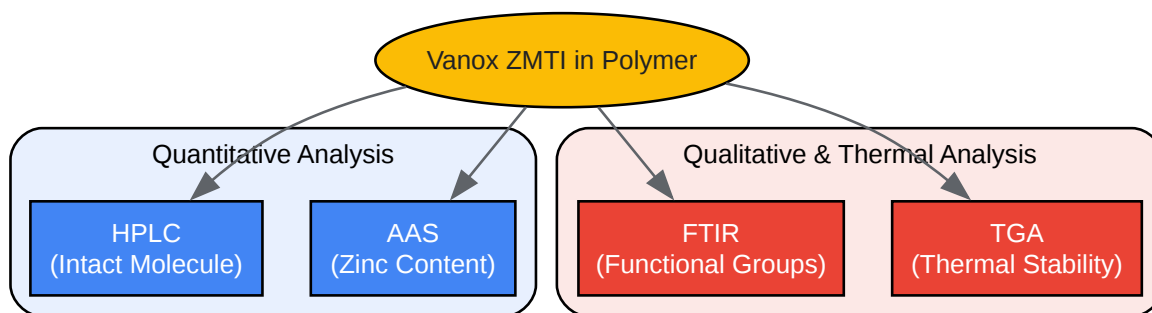 Vanox ZMTI in Polymer
Quantitative Analysis
HPLC
(Intact Molecule)
AAS
(Zinc Content)
Qualitative & Thermal Analysis
FTIR
(Functional Groups)
TGA
(Thermal Stability)